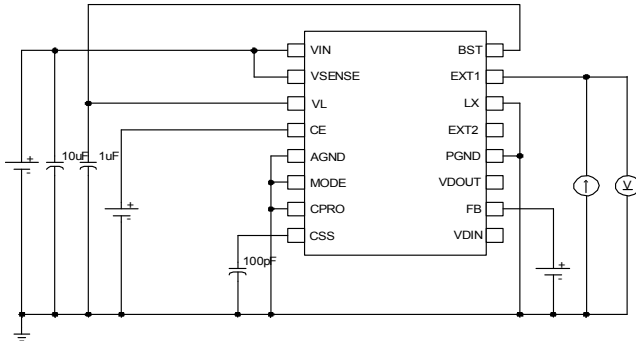 VIN
VSENSE
VL
CE
AGND
MODE
CPRO
CSS
BST
EXT1
LX
EXT2
PGND
VDOUT
FB
VDIN
10uF
1uF
100pF
V